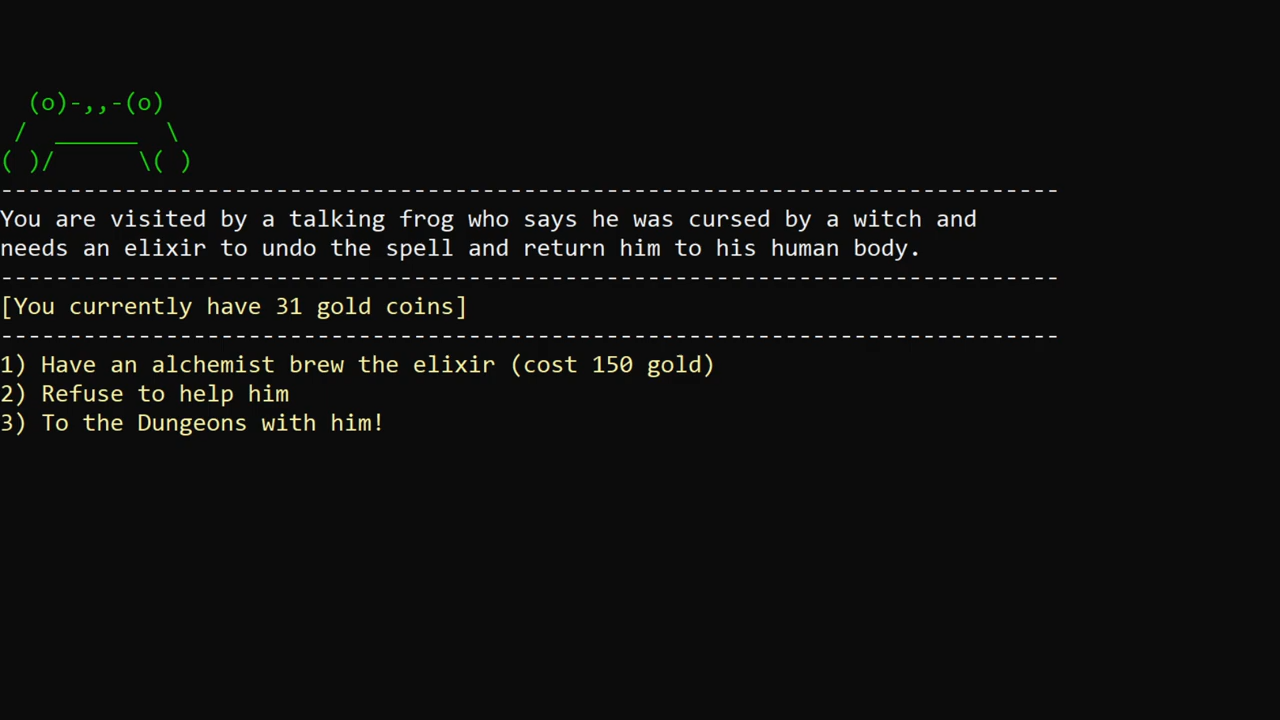 (o)-,,-(o)
/ ______ \
( )/ \( )
-----------------------------------------------------------------------------
You are visited by a talking frog who says he was cursed by a witch and
needs an elixir to undo the spell and return him to his human body.
-----------------------------------------------------------------------------
[You currently have 31 gold coins]
-----------------------------------------------------------------------------
1) Have an alchemist brew the elixir (cost 150 gold)
2) Refuse to help him
3) To the Dungeons with him!